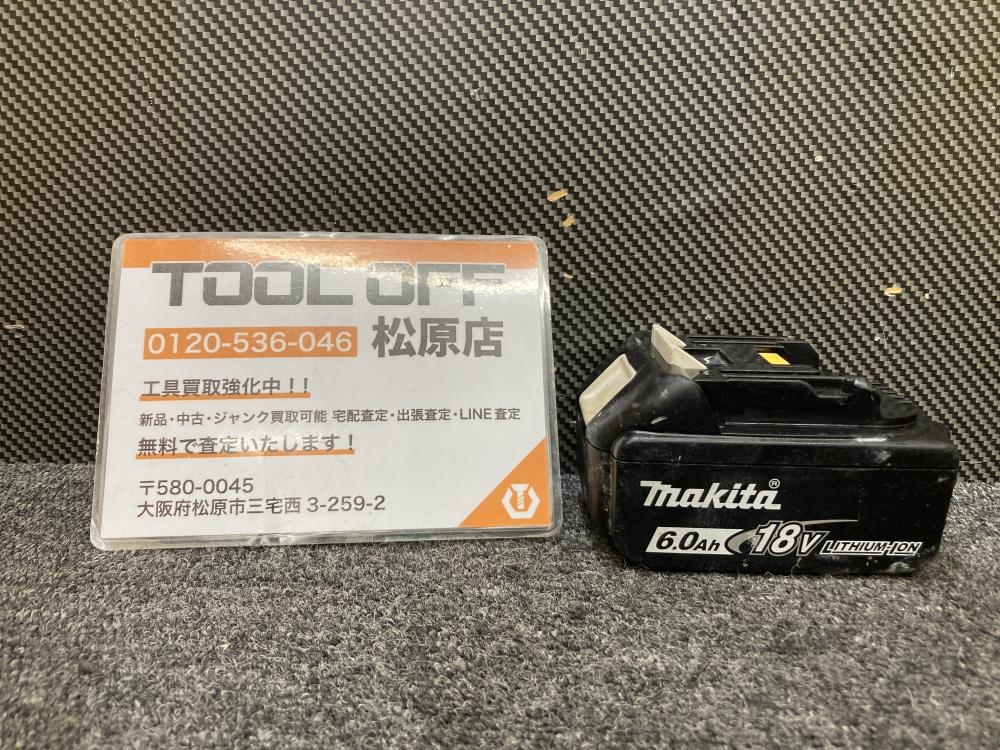 TOOL OFF
0120-536-046 松原店
工具買取強化中！！
新品・中古・ジャンク買取可能 宅配査定・出張査定・LINE査定
無料で査定いたします！
〒580-0045
大阪府松原市三宅西 3-259-2
makita®
6.0Ah 18V LITHIUM-ION